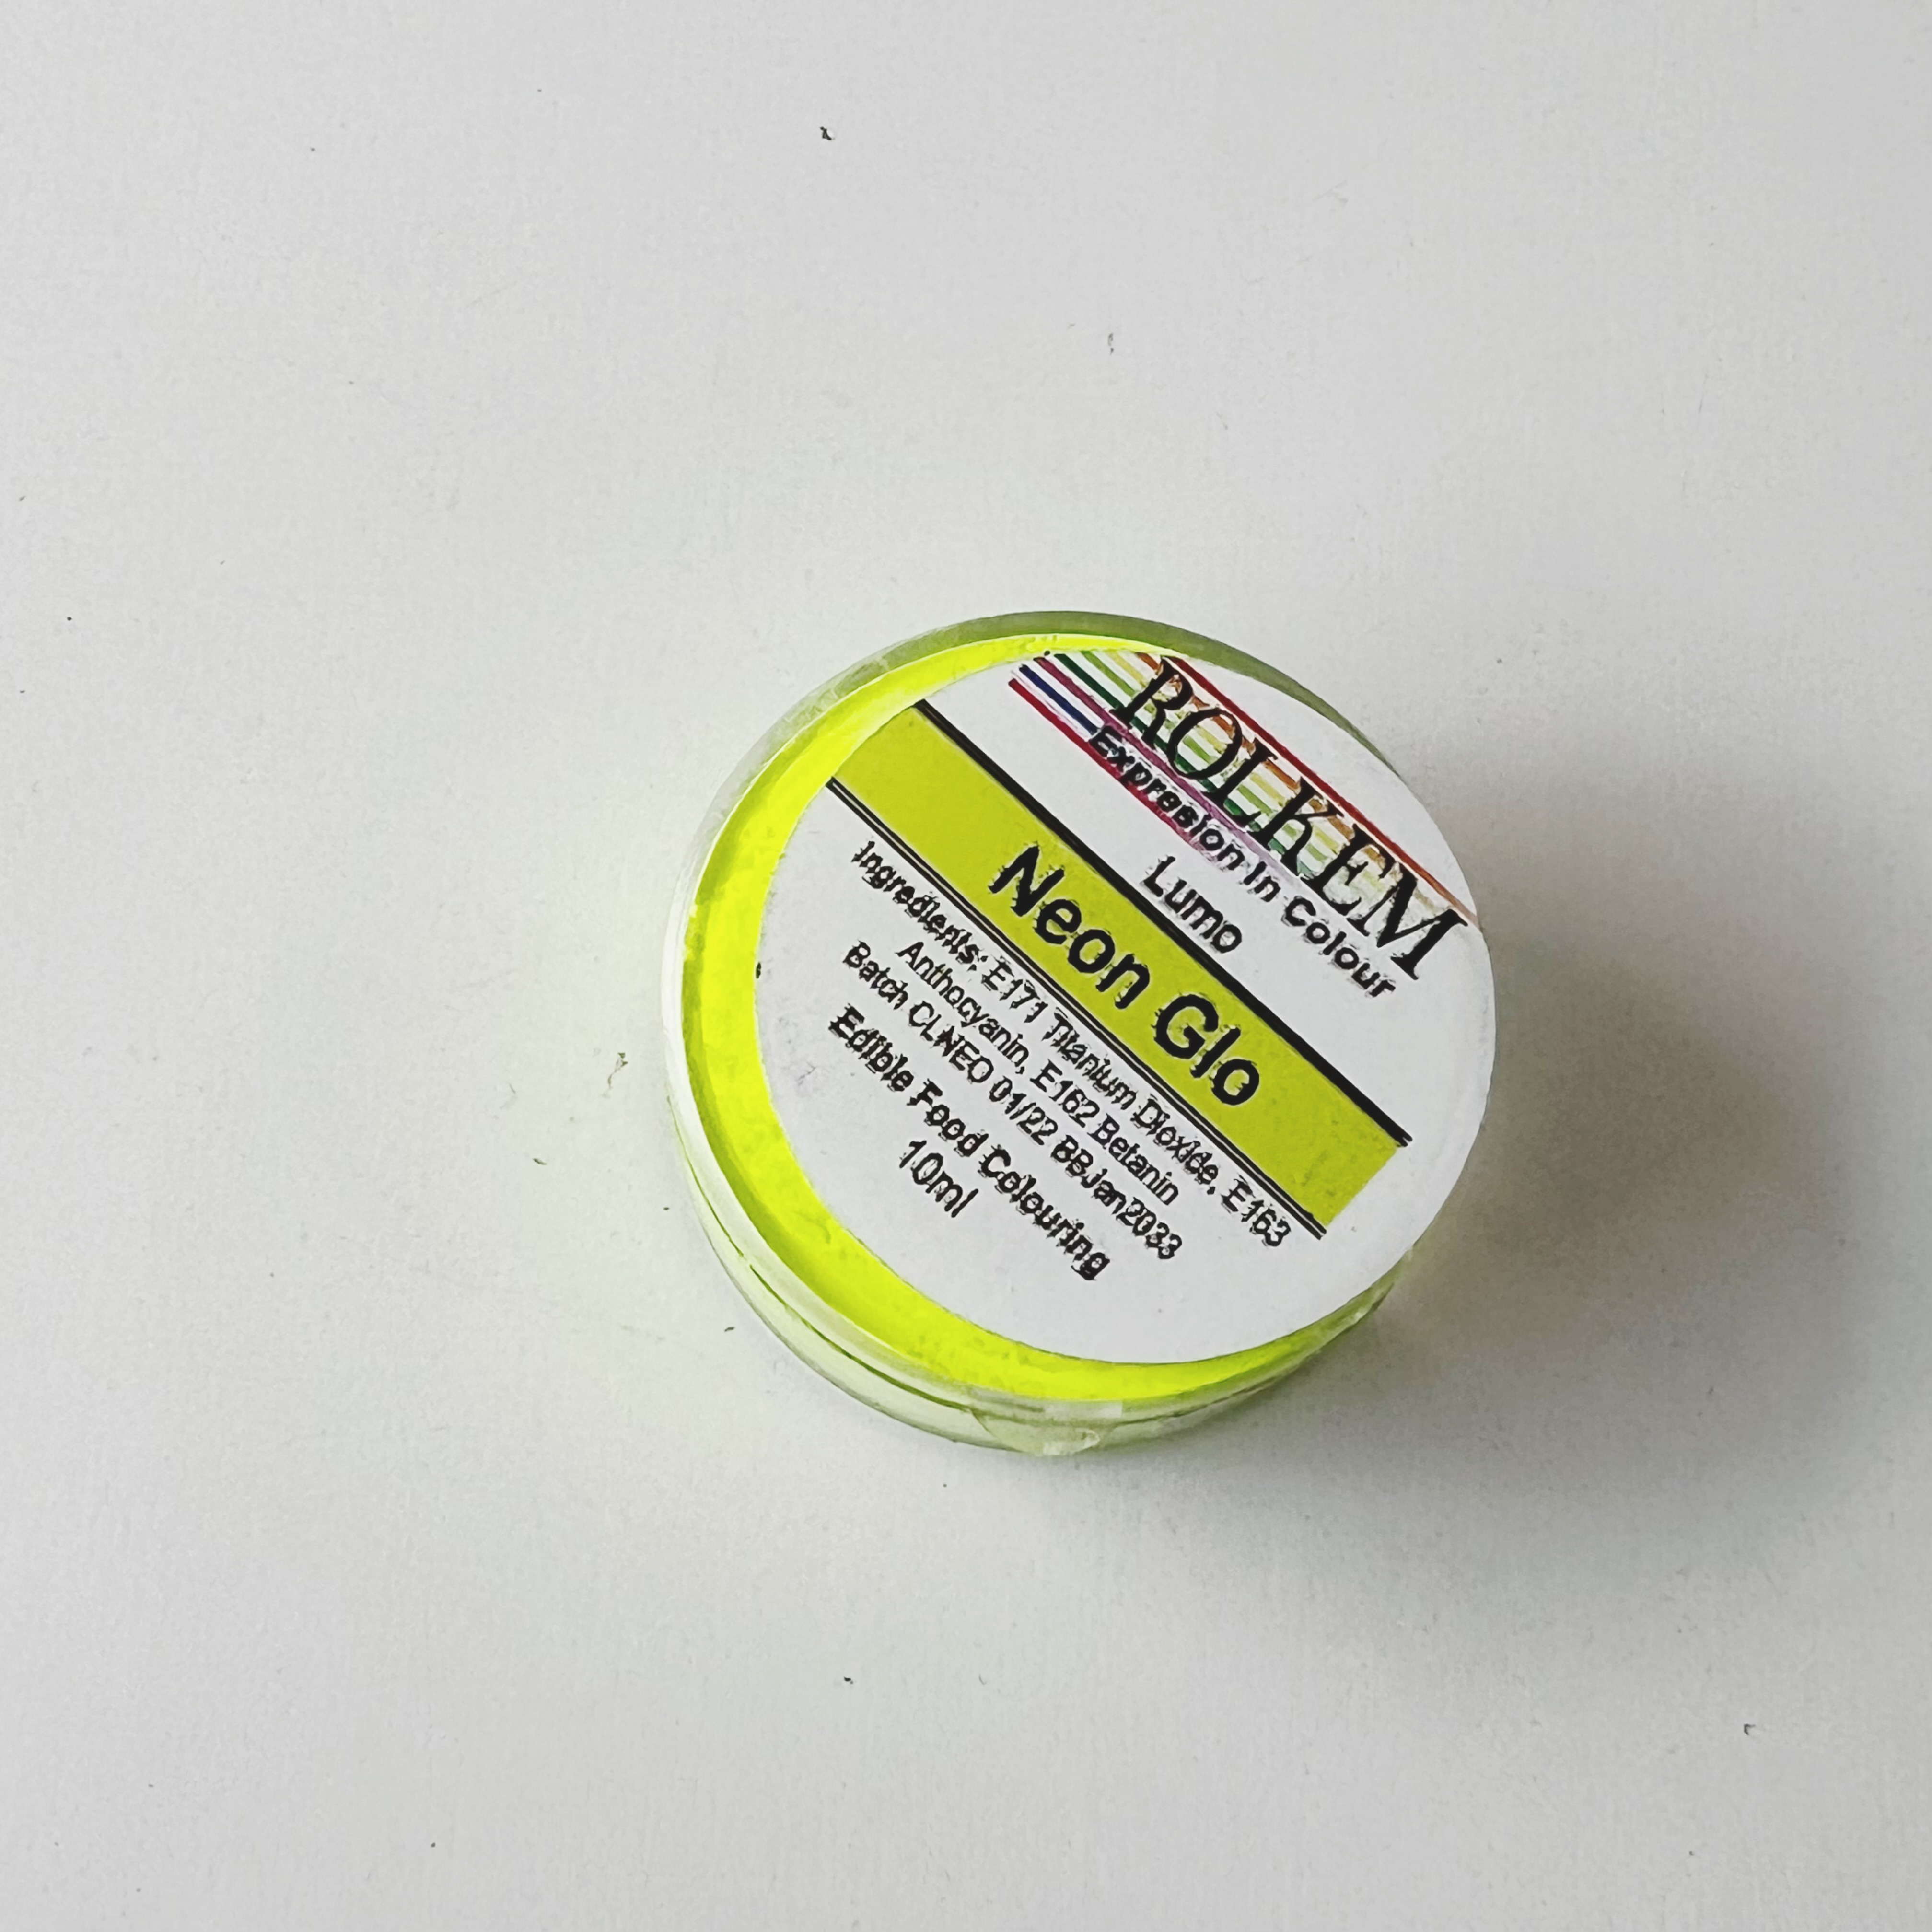 ROLKEM
Expression In Colour
Lumo
Neon Glo
Ingredients: E171 Titanium Dioxide, E163
Anthocyanin, E162 Betanin
Batch CLNEO 01/22 BBJan2033
Edible Food Colouring
10ml